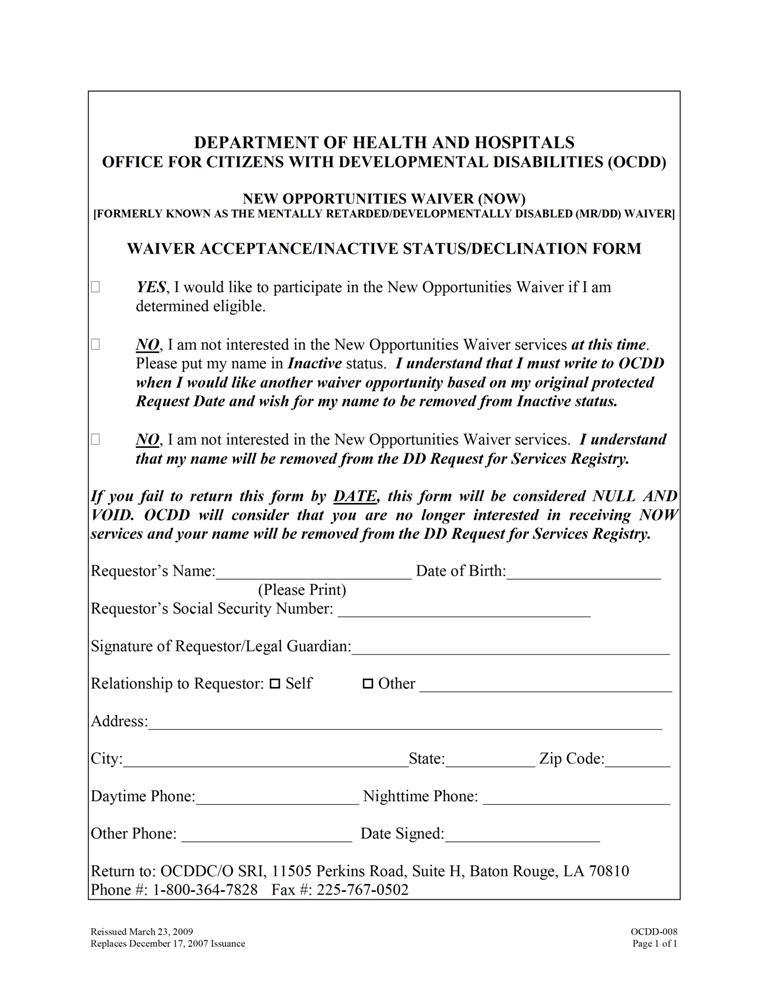 DEPARTMENT OF HEALTH AND HOSPITALS
OFFICE FOR CITIZENS WITH DEVELOPMENTAL DISABILITIES (OCDD)
NEW OPPORTUNITIES WAIVER (NOW)
[FORMERLY KNOWN AS THE MENTALLY RETARDED/DEVELOPMENTALLY DISABLED (MR/DD) WAIVER]
WAIVER ACCEPTANCE/INACTIVE STATUS/DECLINATION FORM
☐ YES, I would like to participate in the New Opportunities Waiver if I am
determined eligible.
☐ NO, I am not interested in the New Opportunities Waiver services at this time.
Please put my name in Inactive status. I understand that I must write to OCDD
when I would like another waiver opportunity based on my original protected
Request Date and wish for my name to be removed from Inactive status.
☐ NO, I am not interested in the New Opportunities Waiver services. I understand
that my name will be removed from the DD Request for Services Registry.
If you fail to return this form by DATE, this form will be considered NULL AND
VOID. OCDD will consider that you are no longer interested in receiving NOW
services and your name will be removed from the DD Request for Services Registry.
Requestor's Name:_______________________ Date of Birth:__________________
(Please Print)
Requestor's Social Security Number: ______________________________
Signature of Requestor/Legal Guardian:______________________________________
Relationship to Requestor: ☐ Self ☐ Other ______________________________
Address:_____________________________________________________________
City:__________________________________State:___________ Zip Code:________
Daytime Phone:____________________ Nighttime Phone: ______________________
Other Phone: ____________________ Date Signed:__________________
Return to: OCDDC/O SRI, 11505 Perkins Road, Suite H, Baton Rouge, LA 70810
Phone #: 1-800-364-7828 Fax #: 225-767-0502
Reissued March 23, 2009 OCDD-008
Replaces December 17, 2007 Issuance Page 1 of 1